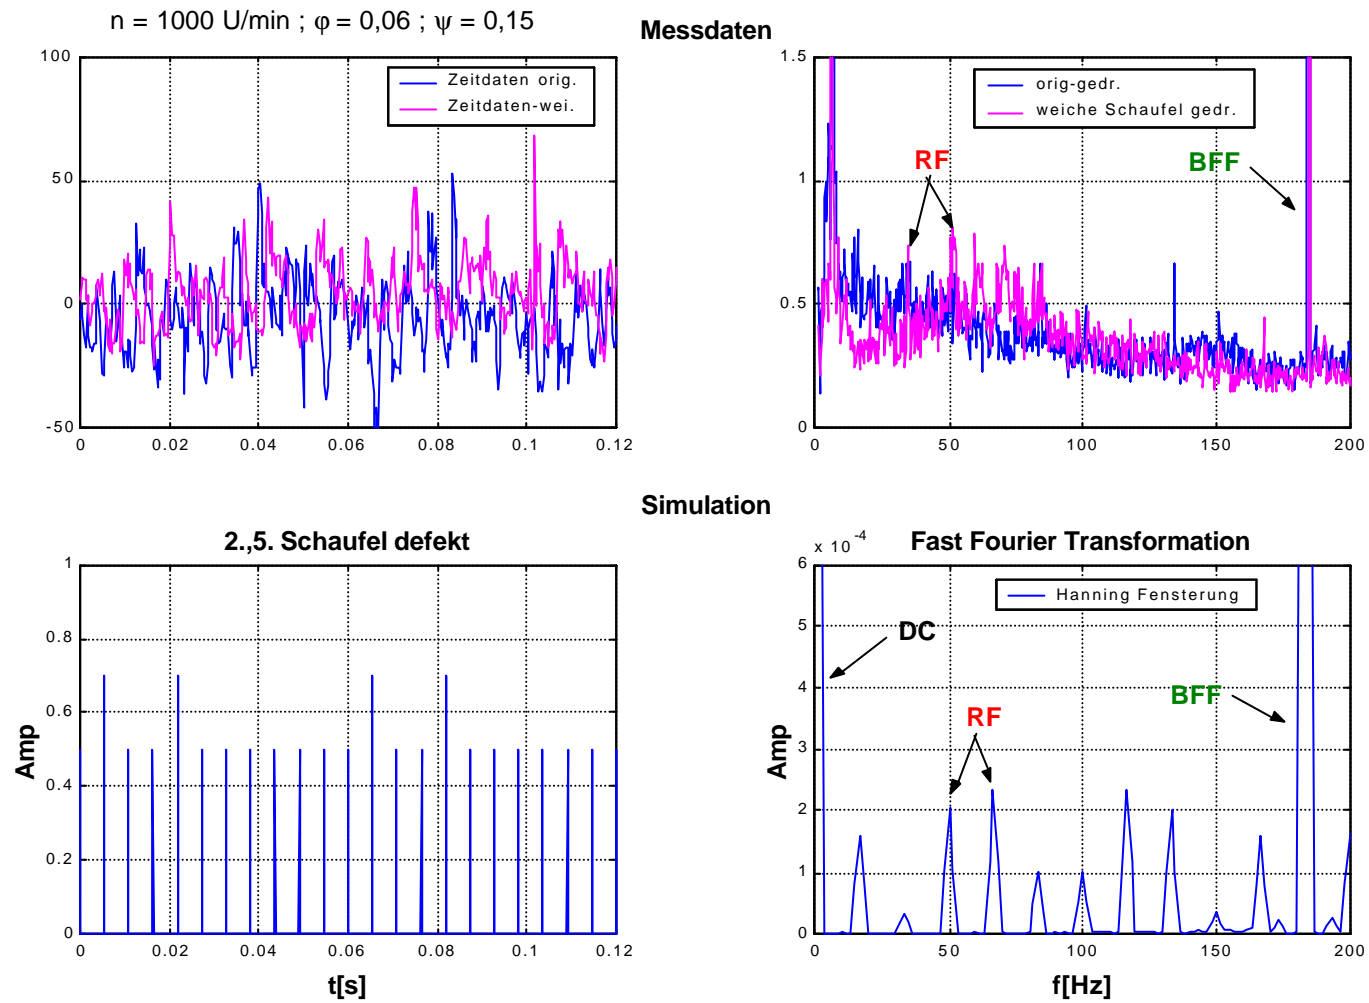 n = 1000 U/min ; φ = 0,06 ; ψ = 0,15
Messdaten
100
50
0
-50
0
0.02
0.04
0.06
0.08
0.1
0.12
Zeitdaten orig.
Zeitdaten-wei.
1.5
1
0.5
0
0
50
100
150
200
orig-gedr.
weiche Schaufel gedr.
RF
BFF
Simulation
2.,5. Schaufel defekt
1
0.8
0.6
0.4
0.2
0
Amp
0
0.02
0.04
0.06
0.08
0.1
0.12
t[s]
x 10⁻⁴
Fast Fourier Transformation
6
5
4
3
2
1
0
Amp
Hanning Fensterung
DC
RF
BFF
0
50
100
150
200
f[Hz]